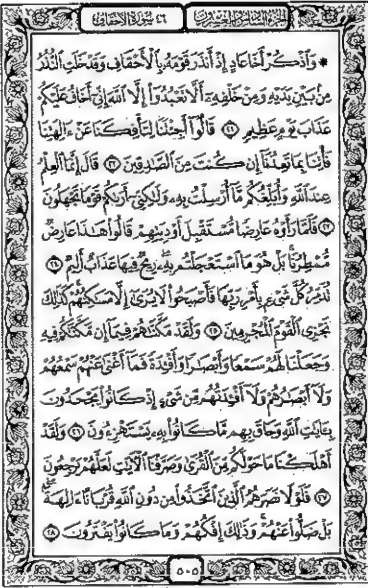 الجزء السادس والعشرون ٤٦ سورة الأحقاف
۞ وَاذْكُرْ أَخَا عَادٍ إِذْ أَنذَرَ قَوْمَهُ بِالْأَحْقَافِ وَقَدْ خَلَتِ النُّذُرُ
مِنْ بَيْنِ يَدَيْهِ وَمِنْ خَلْفِهِ أَلَّا تَعْبُدُوا إِلَّا اللَّهَ إِنِّي أَخَافُ عَلَيْكُمْ
عَذَابَ يَوْمٍ عَظِيمٍ ٢١ قَالُوا أَجِئْتَنَا لِتَأْفِكَنَا عَنْ آلِهَتِنَا
فَأْتِنَا بِمَا تَعِدُنَا إِن كُنتَ مِنَ الصَّادِقِينَ ٢٢ قَالَ إِنَّمَا الْعِلْمُ
عِندَ اللَّهِ وَأُبَلِّغُكُم مَّا أُرْسِلْتُ بِهِ وَلَٰكِنِّي أَرَاكُمْ قَوْمًا تَجْهَلُونَ
٢٣ فَلَمَّا رَأَوْهُ عَارِضًا مُّسْتَقْبِلَ أَوْدِيَتِهِمْ قَالُوا هَٰذَا عَارِضٌ
مُّمْطِرُنَا بَلْ هُوَ مَا اسْتَعْجَلْتُم بِهِ رِيحٌ فِيهَا عَذَابٌ أَلِيمٌ ٢٤
تُدَمِّرُ كُلَّ شَيْءٍ بِأَمْرِ رَبِّهَا فَأَصْبَحُوا لَا يُرَىٰ إِلَّا مَسَاكِنُهُمْ كَذَٰلِكَ
نَجْزِي الْقَوْمَ الْمُجْرِمِينَ ٢٥ وَلَقَدْ مَكَّنَّاهُمْ فِيمَا إِن مَّكَّنَّاكُمْ فِيهِ
وَجَعَلْنَا لَهُمْ سَمْعًا وَأَبْصَارًا وَأَفْئِدَةً فَمَا أَغْنَىٰ عَنْهُمْ سَمْعُهُمْ
وَلَا أَبْصَارُهُمْ وَلَا أَفْئِدَتُهُم مِّن شَيْءٍ إِذْ كَانُوا يَجْحَدُونَ
بِآيَاتِ اللَّهِ وَحَاقَ بِهِم مَّا كَانُوا بِهِ يَسْتَهْزِئُونَ ٢٦ وَلَقَدْ
أَهْلَكْنَا مَا حَوْلَكُم مِّنَ الْقُرَىٰ وَصَرَّفْنَا الْآيَاتِ لَعَلَّهُمْ يَرْجِعُونَ
٢٧ فَلَوْلَا نَصَرَهُمُ الَّذِينَ اتَّخَذُوا مِن دُونِ اللَّهِ قُرْبَانًا آلِهَةً
بَلْ ضَلُّوا عَنْهُمْ وَذَٰلِكَ إِفْكُهُمْ وَمَا كَانُوا يَفْتَرُونَ ٢٨
٥٠٥